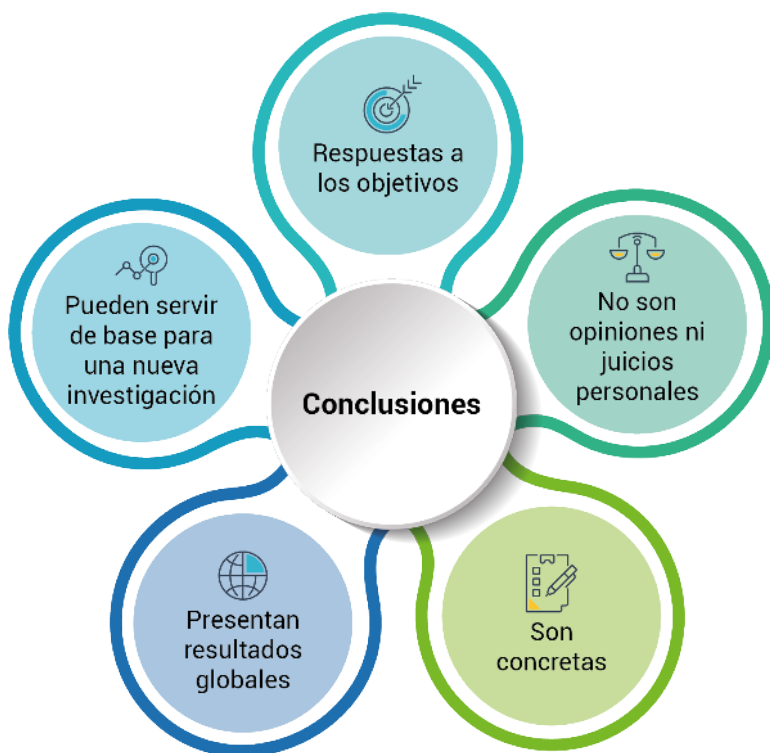 Respuestas a
los objetivos
No son
opiniones ni
juicios
personales
Son
concretas
Presentan
resultados
globales
Pueden servir
de base para
una nueva
investigación
Conclusiones